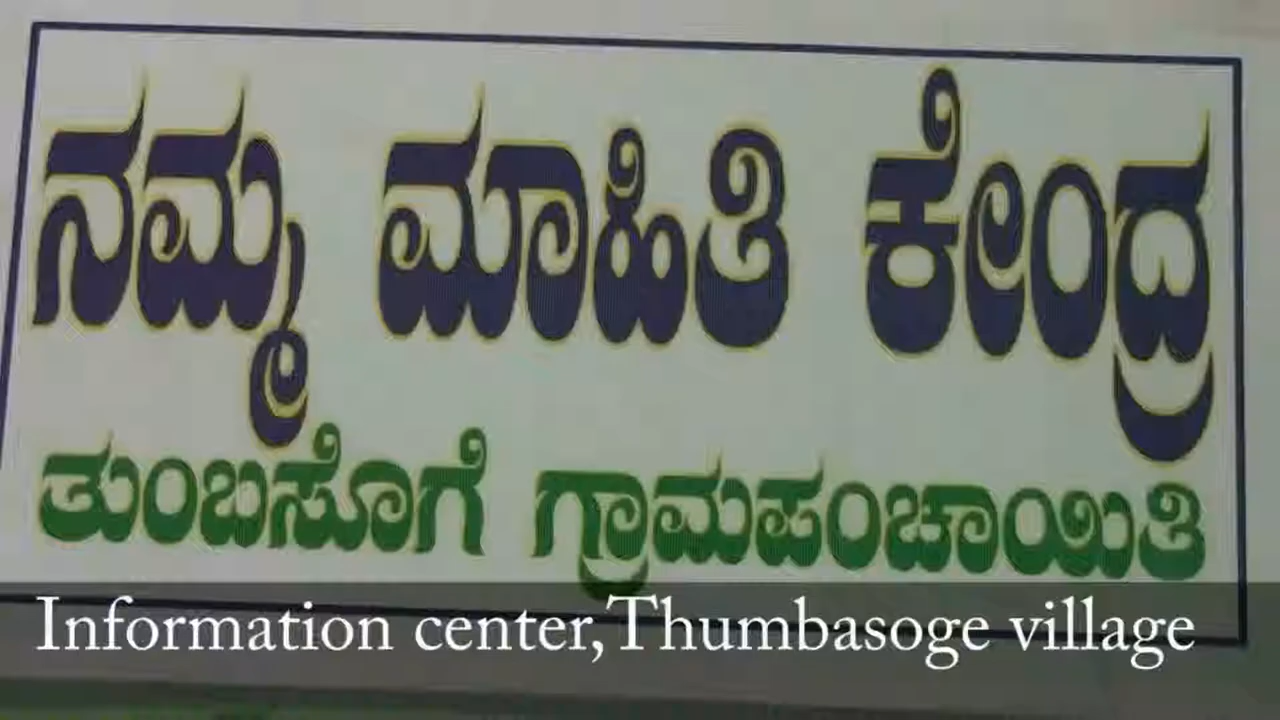 ನಮ್ಮ ಮಾಹಿತಿ ಕೇಂದ್ರ
ತುಂಬಸೊಗೆ ಗ್ರಾಮಪಂಚಾಯಿತಿ
Information center,Thumbasoge village